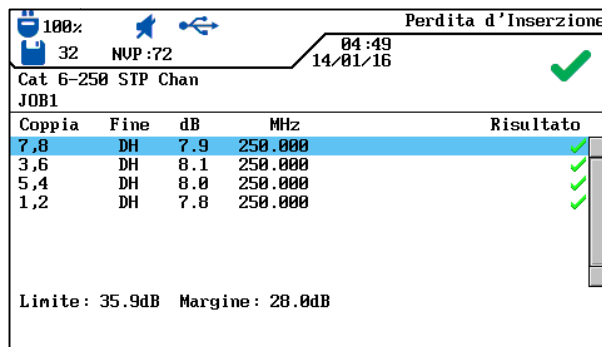 100% Perdita d'Inserzione
32 NVP:72 04:49
14/01/16
Cat 6-250 STP Chan
JOB1
Coppia Fine dB MHz Risultato
7,8 DH 7.9 250.000
3,6 DH 8.1 250.000
5,4 DH 8.0 250.000
1,2 DH 7.8 250.000
Limite: 35.9dB Margine: 28.0dB